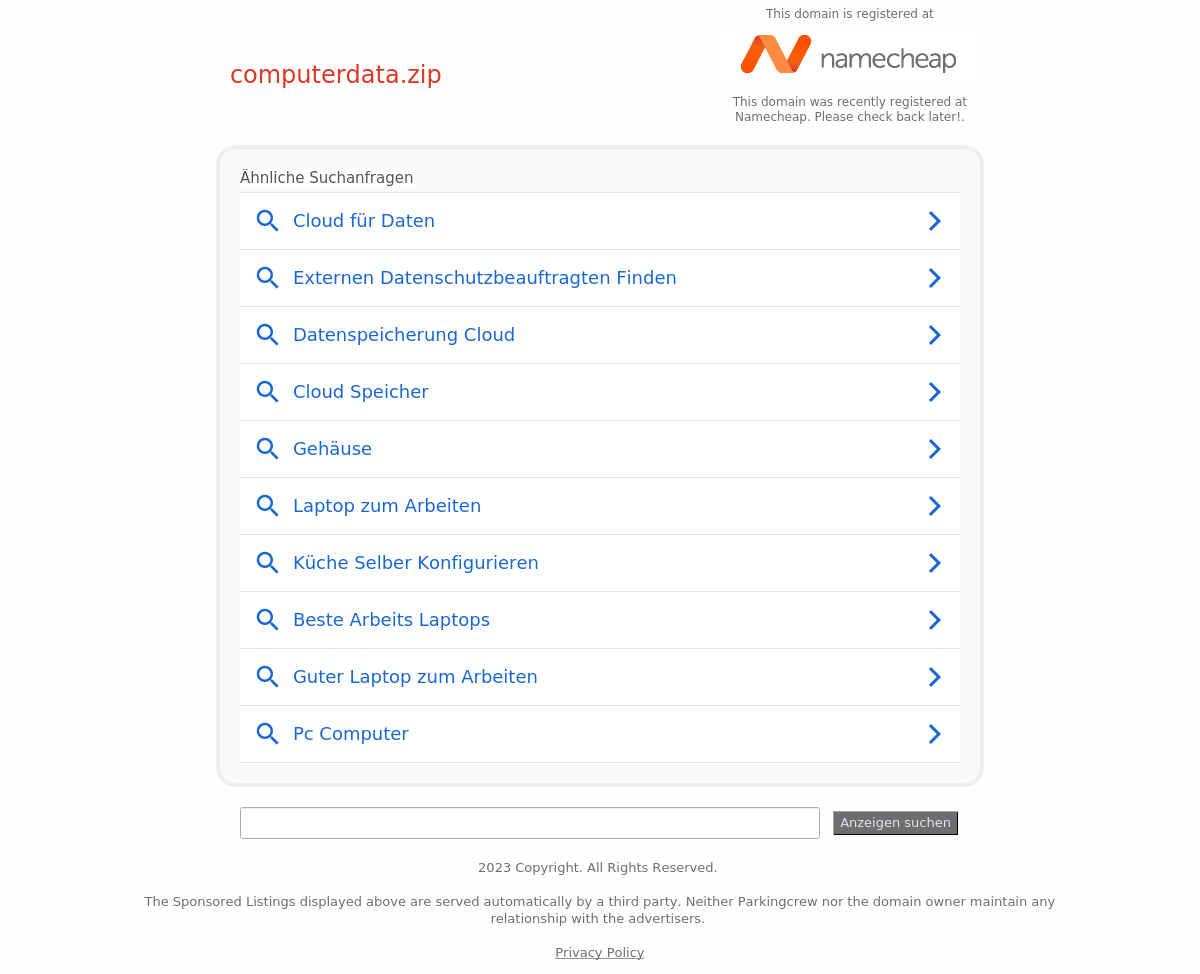 This domain is registered at
namecheap
computerdata.zip
This domain was recently registered at
Namecheap. Please check back later!.
Ähnliche Suchanfragen
Cloud für Daten
Externen Datenschutzbeauftragten Finden
Datenspeicherung Cloud
Cloud Speicher
Gehäuse
Laptop zum Arbeiten
Küche Selber Konfigurieren
Beste Arbeits Laptops
Guter Laptop zum Arbeiten
Pc Computer
Anzeigen suchen
2023 Copyright. All Rights Reserved.
The Sponsored Listings displayed above are served automatically by a third party. Neither Parkingcrew nor the domain owner maintain any
relationship with the advertisers.
Privacy Policy